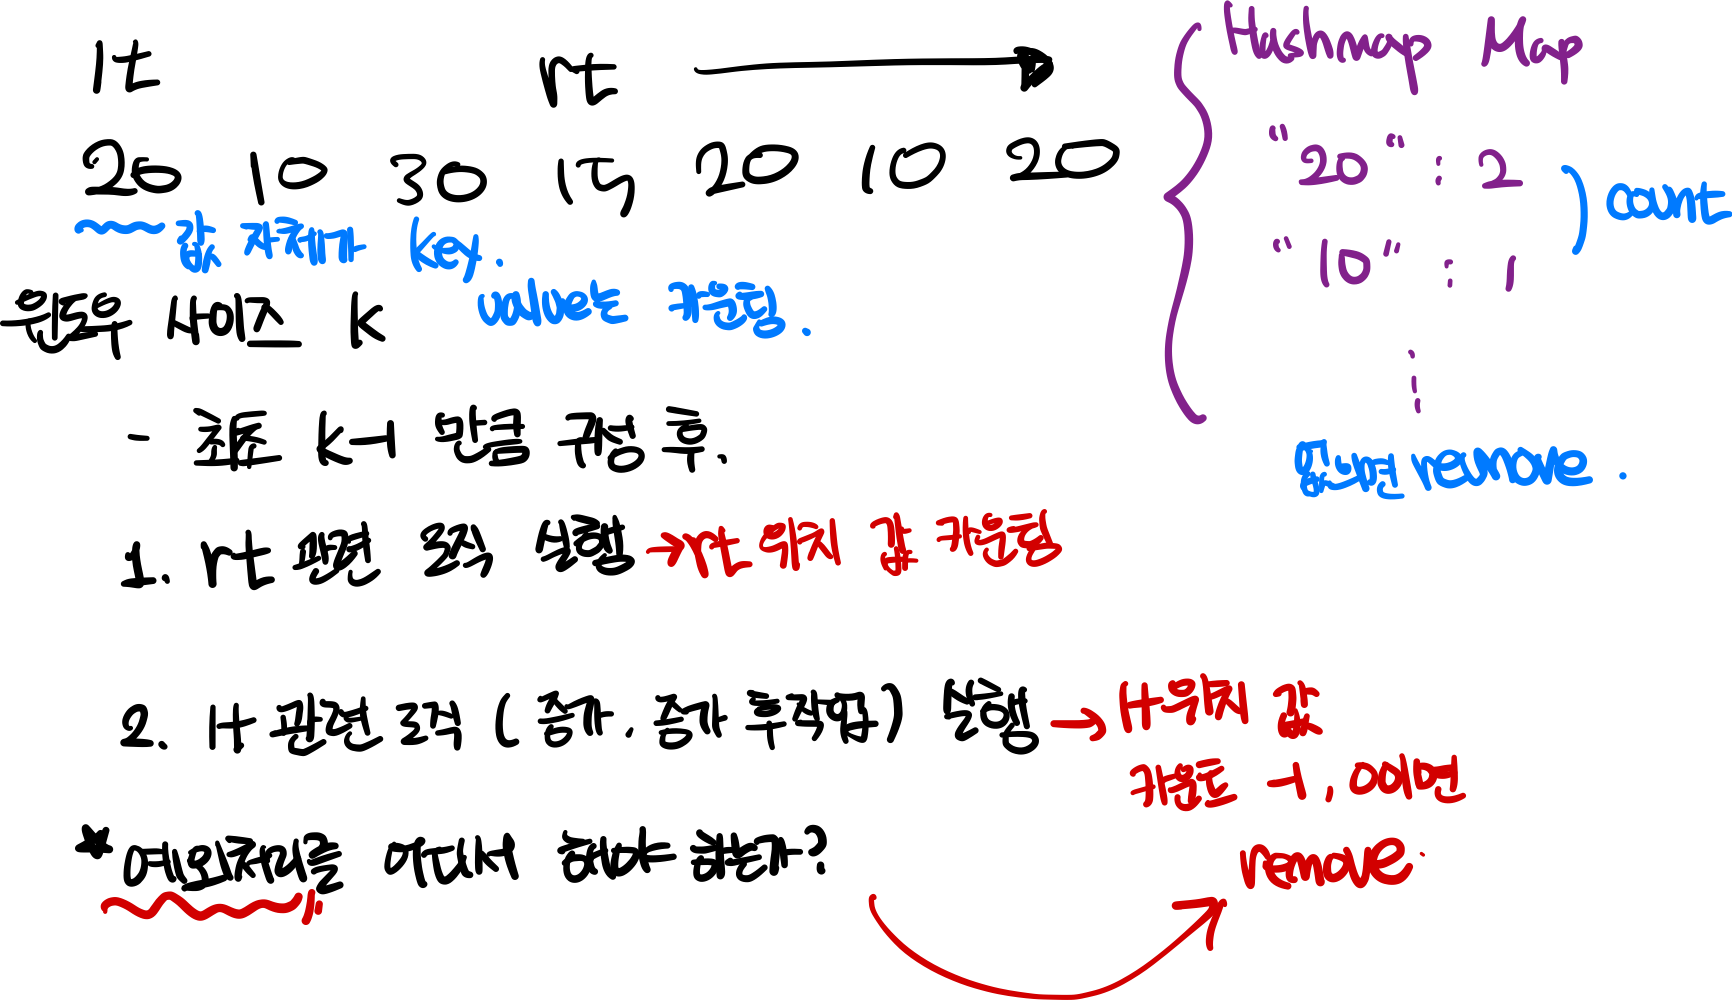 lt
rt
20 10 30 15 20 10 20
값 자체가 key.
value는 카운팅.
Hashmap Map
"20" : 2
"10" : 1
count
없으면 remove.
윈도우 사이즈 K
- 최초 K-1 만큼 구성 후.
1. rt 관련 로직 실행 → rt 위치 값 카운팅
2. lt 관련 로직 (증가, 증가 후작업) 실행 → lt 위치 값
카운트 -1, 0이면
remove.
★ 예외처리를 어디서 해야 하는가?